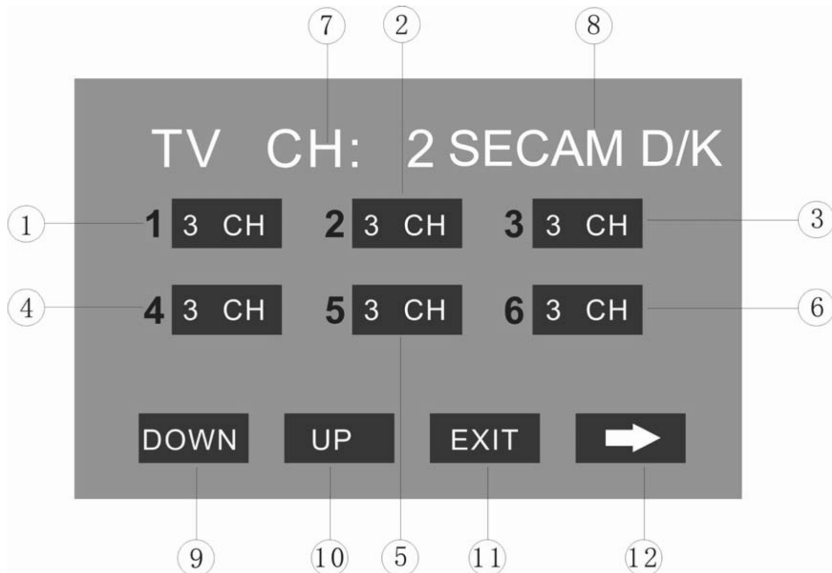 ⑦ ② ⑧
TV CH: 2 SECAM D/K
① 1 3 CH 2 3 CH 3 3 CH ③
④ 4 3 CH 5 3 CH 6 3 CH ⑥
DOWN UP EXIT
⑨ ⑩ ⑤ ⑪ ⑫